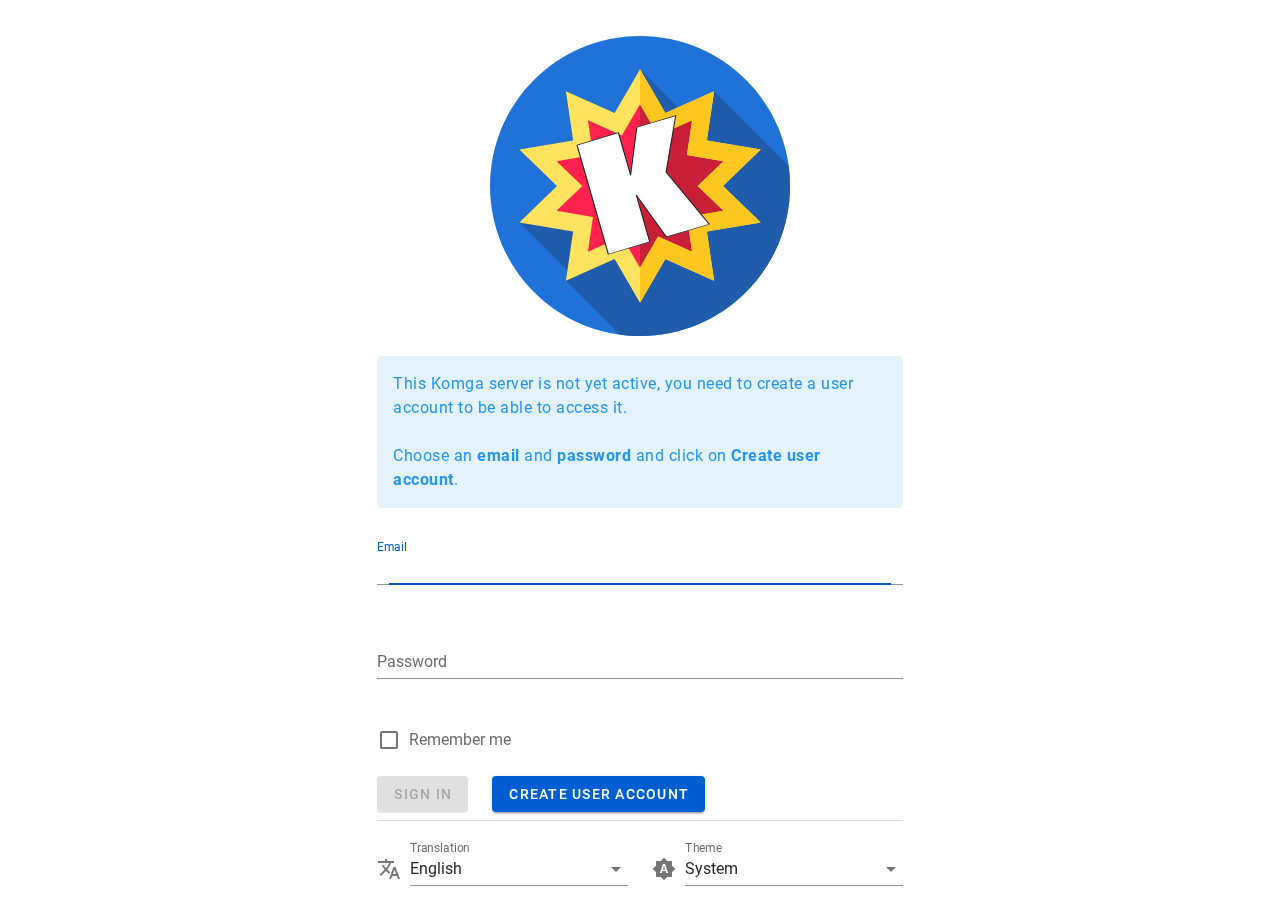 K
This Komga server is not yet active, you need to create a user
account to be able to access it.
Choose an email and password and click on Create user
account.
Email
Password
Remember me
SIGN IN
CREATE USER ACCOUNT
Translation
English
Theme
A
System